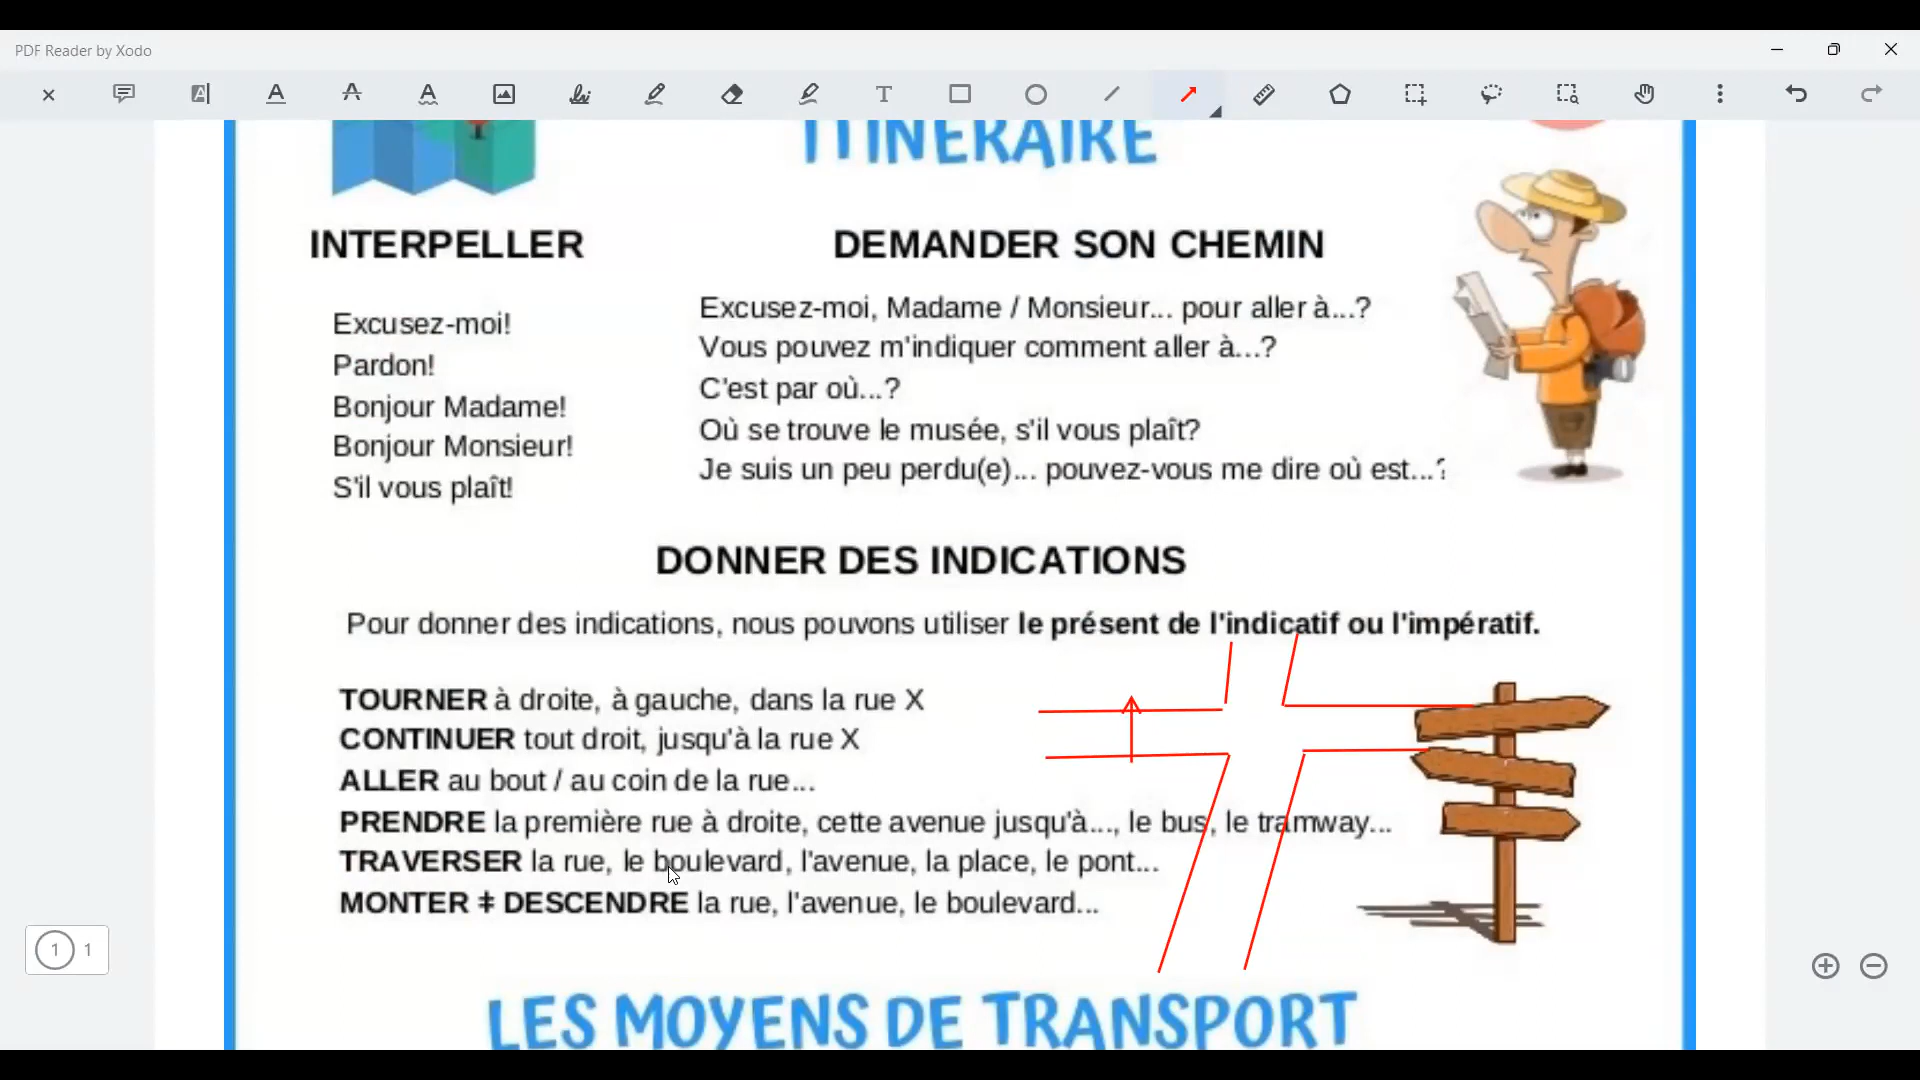 PDF Reader by Xodo
ITINÉRAIRE
INTERPELLER
Excusez-moi!
Pardon!
Bonjour Madame!
Bonjour Monsieur!
S'il vous plaît!
DEMANDER SON CHEMIN
Excusez-moi, Madame / Monsieur... pour aller à...?
Vous pouvez m'indiquer comment aller à...?
C'est par où...?
Où se trouve le musée, s'il vous plaît?
Je suis un peu perdu(e)... pouvez-vous me dire où est...?
DONNER DES INDICATIONS
Pour donner des indications, nous pouvons utiliser le présent de l'indicatif ou l'impératif.
TOURNER à droite, à gauche, dans la rue X
CONTINUER tout droit, jusqu'à la rue X
ALLER au bout / au coin de la rue...
PRENDRE la première rue à droite, cette avenue jusqu'à..., le bus, le tramway...
TRAVERSER la rue, le boulevard, l'avenue, la place, le pont...
MONTER ǂ DESCENDRE la rue, l'avenue, le boulevard...
1 1
LES MOYENS DE TRANSPORT